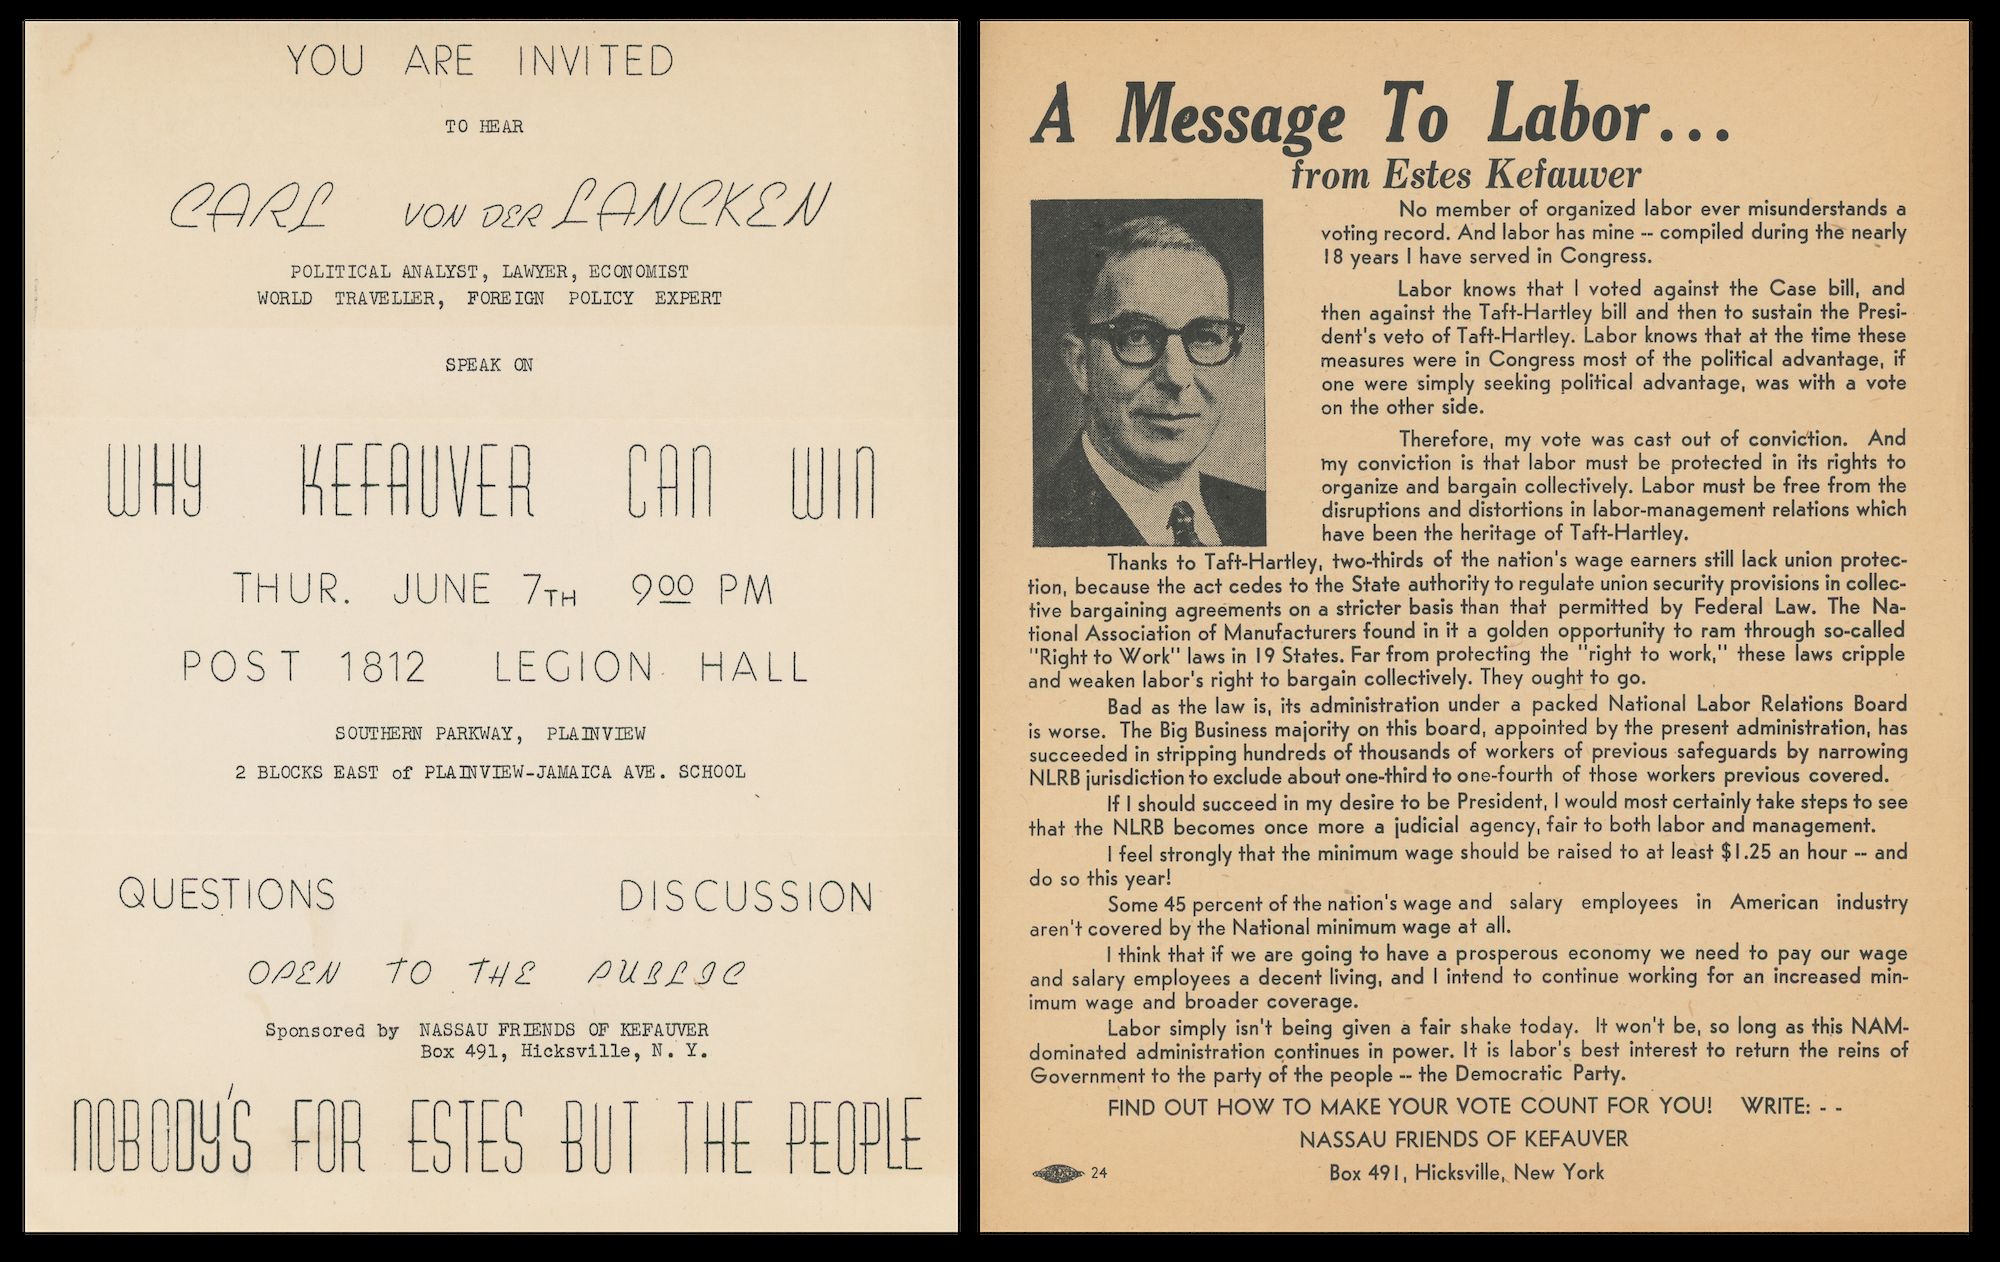 YOU ARE INVITED
TO HEAR
CARL VON DER LANCKEN
POLITICAL ANALYST, LAWYER, ECONOMIST
WORLD TRAVELLER, FOREIGN POLICY EXPERT
SPEAK ON
WHY KEFAUVER CAN WIN
THUR. JUNE 7TH 9 00 PM
POST 1812 LEGION HALL
SOUTHERN PARKWAY, PLAINVIEW
2 BLOCKS EAST of PLAINVIEW-JAMAICA AVE. SCHOOL
QUESTIONS DISCUSSION
OPEN TO THE PUBLIC
Sponsored by NASSAU FRIENDS OF KEFAUVER
Box 491, Hicksville, N. Y.
NOBODY'S FOR ESTES BUT THE PEOPLE
A Message To Labor...
from Estes Kefauver
No member of organized labor ever misunderstands a
voting record. And labor has mine -- compiled during the nearly
18 years I have served in Congress.
Labor knows that I voted against the Case bill, and
then against the Taft-Hartley bill and then to sustain the Presi-
dent's veto of Taft-Hartley. Labor knows that at the time these
measures were in Congress most of the political advantage, if
one were simply seeking political advantage, was with a vote
on the other side.
Therefore, my vote was cast out of conviction. And
my conviction is that labor must be protected in its rights to
organize and bargain collectively. Labor must be free from the
disruptions and distortions in labor-management relations which
have been the heritage of Taft-Hartley.
Thanks to Taft-Hartley, two-thirds of the nation's wage earners still lack union protec-
tion, because the act cedes to the State authority to regulate union security provisions in collec-
tive bargaining agreements on a stricter basis than that permitted by Federal Law. The Na-
tional Association of Manufacturers found in it a golden opportunity to ram through so-called
"Right to Work" laws in 19 States. Far from protecting the "right to work," these laws cripple
and weaken labor's right to bargain collectively. They ought to go.
Bad as the law is, its administration under a packed National Labor Relations Board
is worse. The Big Business majority on this board, appointed by the present administration, has
succeeded in stripping hundreds of thousands of workers of previous safeguards by narrowing
NLRB jurisdiction to exclude about one-third to one-fourth of those workers previous covered.
If I should succeed in my desire to be President, I would most certainly take steps to see
that the NLRB becomes once more a judicial agency, fair to both labor and management.
I feel strongly that the minimum wage should be raised to at least $1.25 an hour -- and
do so this year!
Some 45 percent of the nation's wage and salary employees in American industry
aren't covered by the National minimum wage at all.
I think that if we are going to have a prosperous economy we need to pay our wage
and salary employees a decent living, and I intend to continue working for an increased min-
imum wage and broader coverage.
Labor simply isn't being given a fair shake today. It won't be, so long as this NAM-
dominated administration continues in power. It is labor's best interest to return the reins of
Government to the party of the people -- the Democratic Party.
FIND OUT HOW TO MAKE YOUR VOTE COUNT FOR YOU! WRITE: - -
NASSAU FRIENDS OF KEFAUVER
Box 491, Hicksville, New York
24